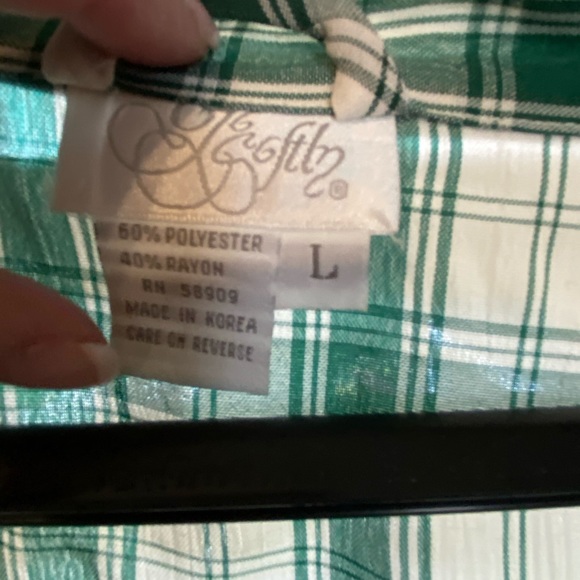 60% POLYESTER
40% RAYON
RN 58909
MADE IN KOREA
CARE ON REVERSE
L
®